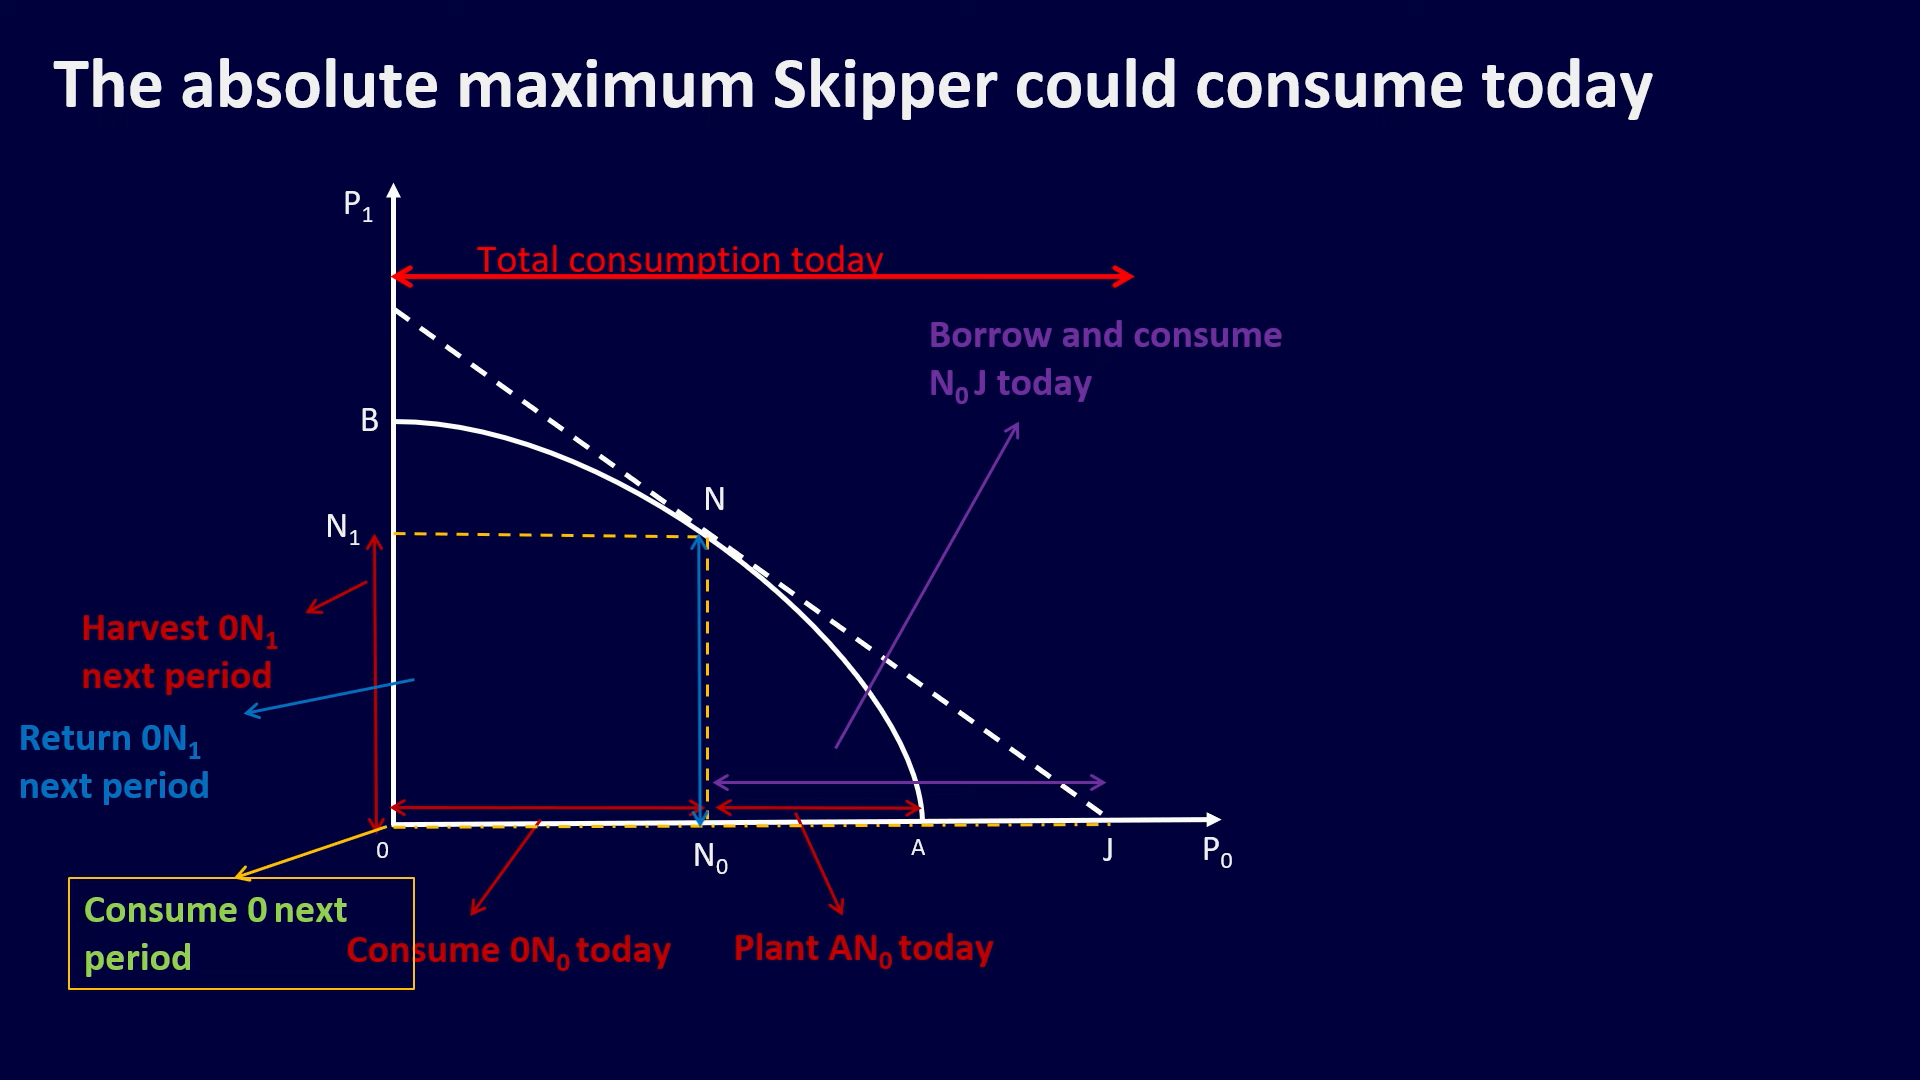 The absolute maximum Skipper could consume today
P1
Total consumption today
Borrow and consume
N0 J today
B
N
N1
Harvest 0N1
next period
Return 0N1
next period
0
N0
A
J
P0
Consume 0 next
period
Consume 0N0 today
Plant AN0 today